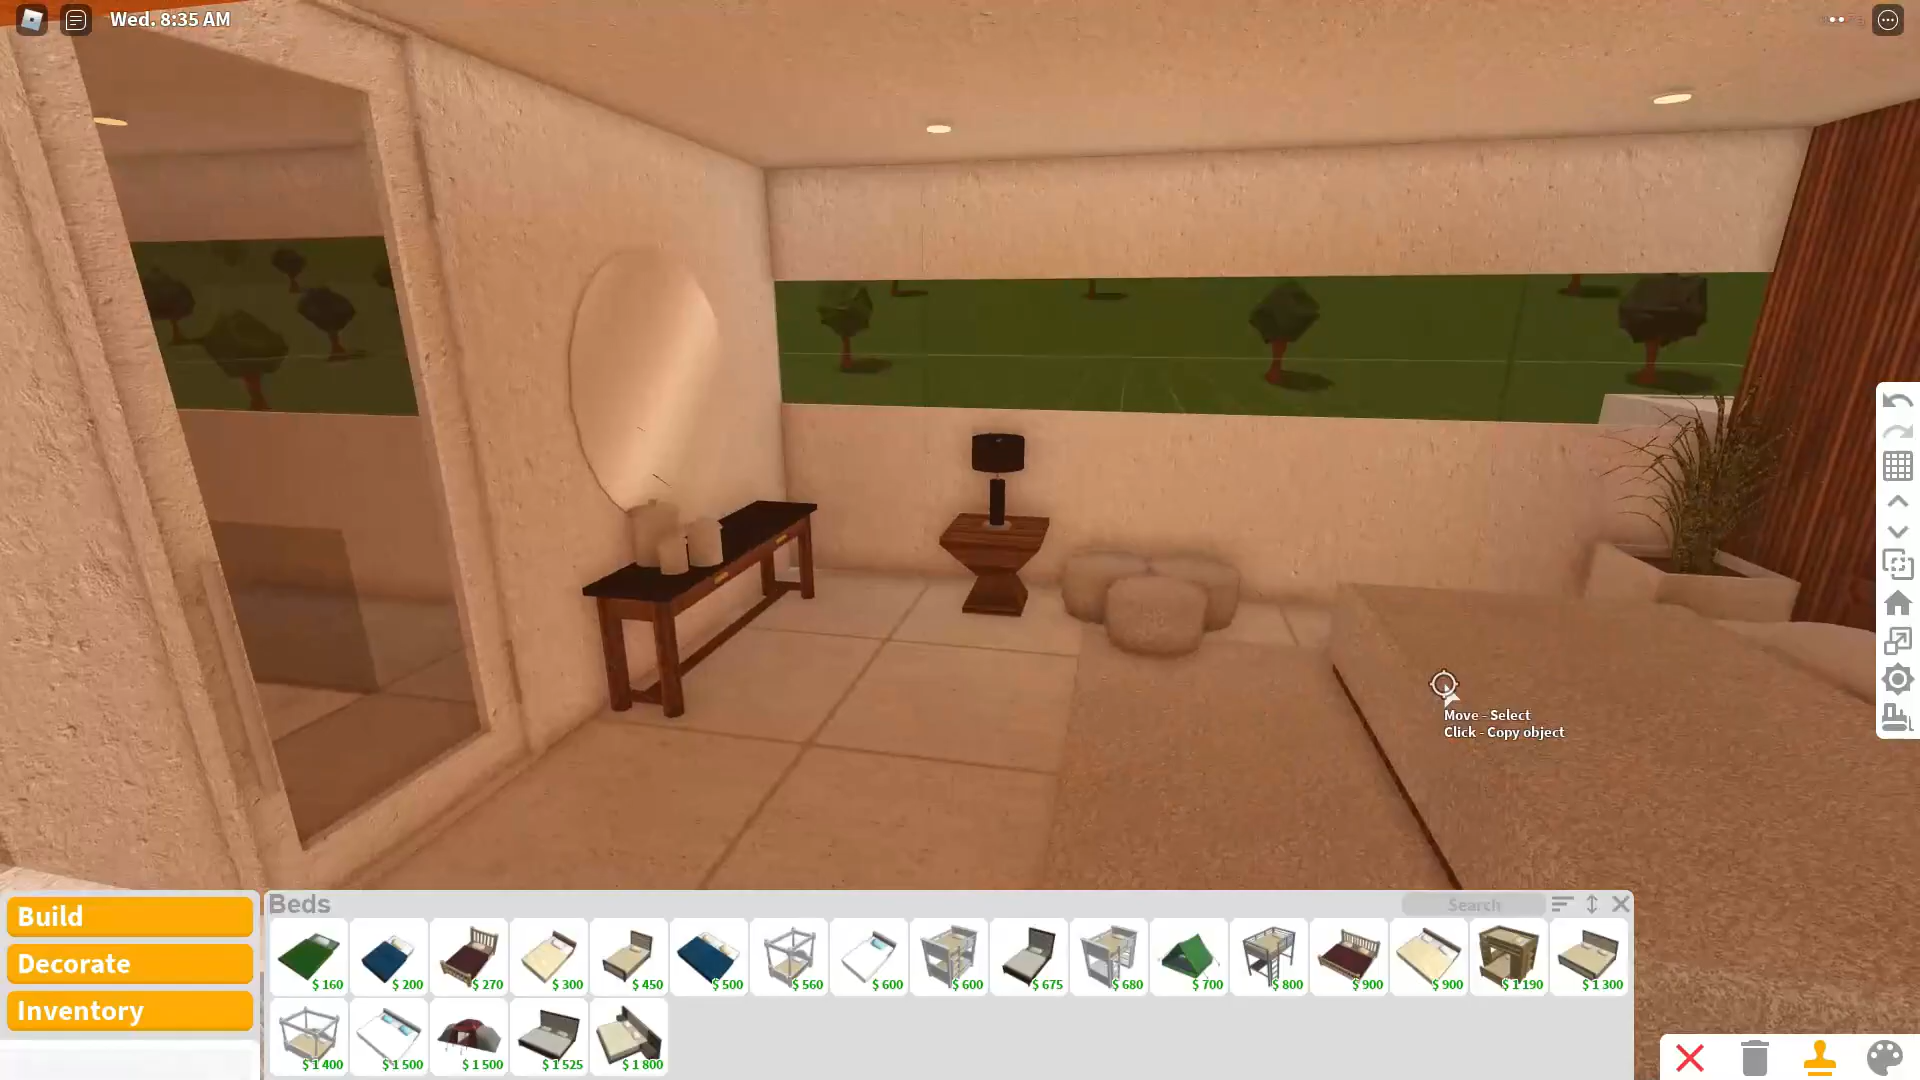 Wed. 8:35 AM
Move - Select
Click - Copy object
Build
Decorate
Inventory
Beds
Search
$ 160
$ 200
$ 270
$ 300
$ 450
$ 500
$ 560
$ 600
$ 600
$ 675
$ 680
$ 700
$ 800
$ 900
$ 900
$ 1 190
$ 1 300
$ 1 400
$ 1 500
$ 1 500
$ 1 525
$ 1 800